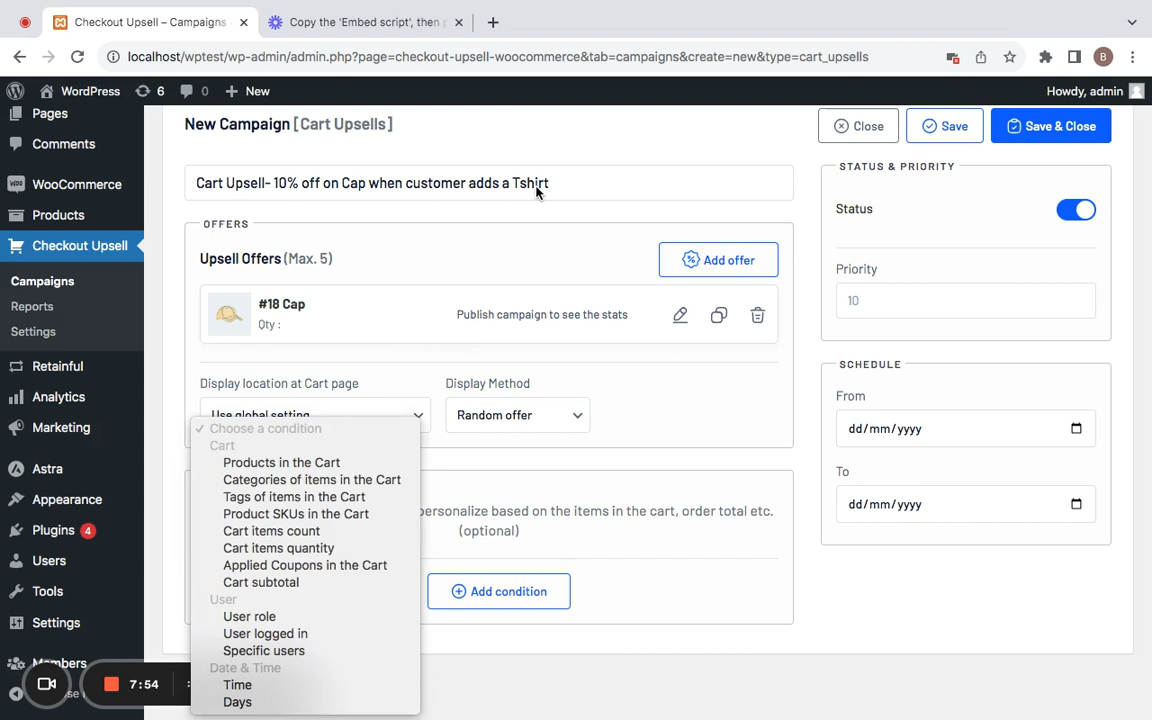 Checkout Upsell – Campaigns
Copy the 'Embed script', then p
localhost/wptest/wp-admin/admin.php?page=checkout-upsell-woocommerce&tab=campaigns&create=new&type=cart_upsells
B
WordPress
6
0
New
Howdy, admin
Pages
Comments
WooCommerce
Products
Checkout Upsell
Campaigns
Reports
Settings
Retainful
Analytics
Marketing
Astra
Appearance
Plugins 4
Users
Tools
Settings
Members
7:54
New Campaign [Cart Upsells]
Close
Save
Save & Close
Cart Upsell- 10% off on Cap when customer adds a Tshirt
OFFERS
Upsell Offers (Max. 5)
Add offer
#18 Cap
Qty :
Publish campaign to see the stats
Display location at Cart page
Display Method
Use global setting
Random offer
✓ Choose a condition
Cart
Products in the Cart
Categories of items in the Cart
Tags of items in the Cart
Product SKUs in the Cart
Cart items count
Cart items quantity
Applied Coupons in the Cart
Cart subtotal
User
User role
User logged in
Specific users
Date & Time
Time
Days
personalize based on the items in the cart, order total etc.
(optional)
Add condition
STATUS & PRIORITY
Status
Priority
10
SCHEDULE
From
dd/mm/yyyy
To
dd/mm/yyyy